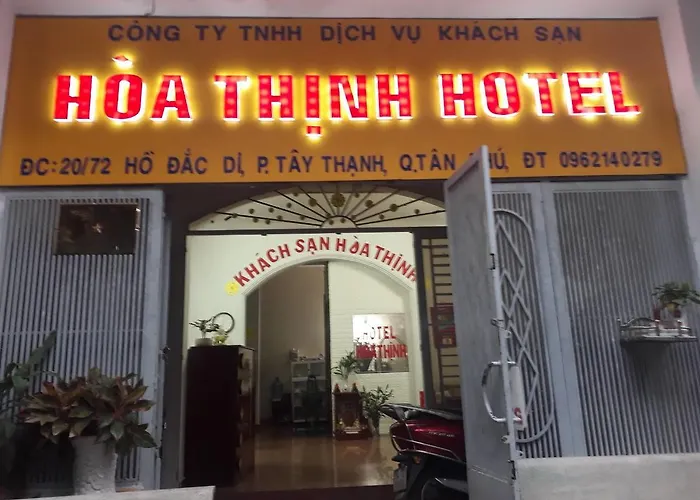 CÔNG TY TNHH DỊCH VỤ KHÁCH SẠN
HÒA THỊNH HOTEL
ĐC: 20/72 HỒ ĐẮC DI, P. TÂY THẠNH, Q.TÂN PHÚ, ĐT 0962140279
KHÁCH SẠN HÒA THỊNH
HOTEL
HÒA THỊNH